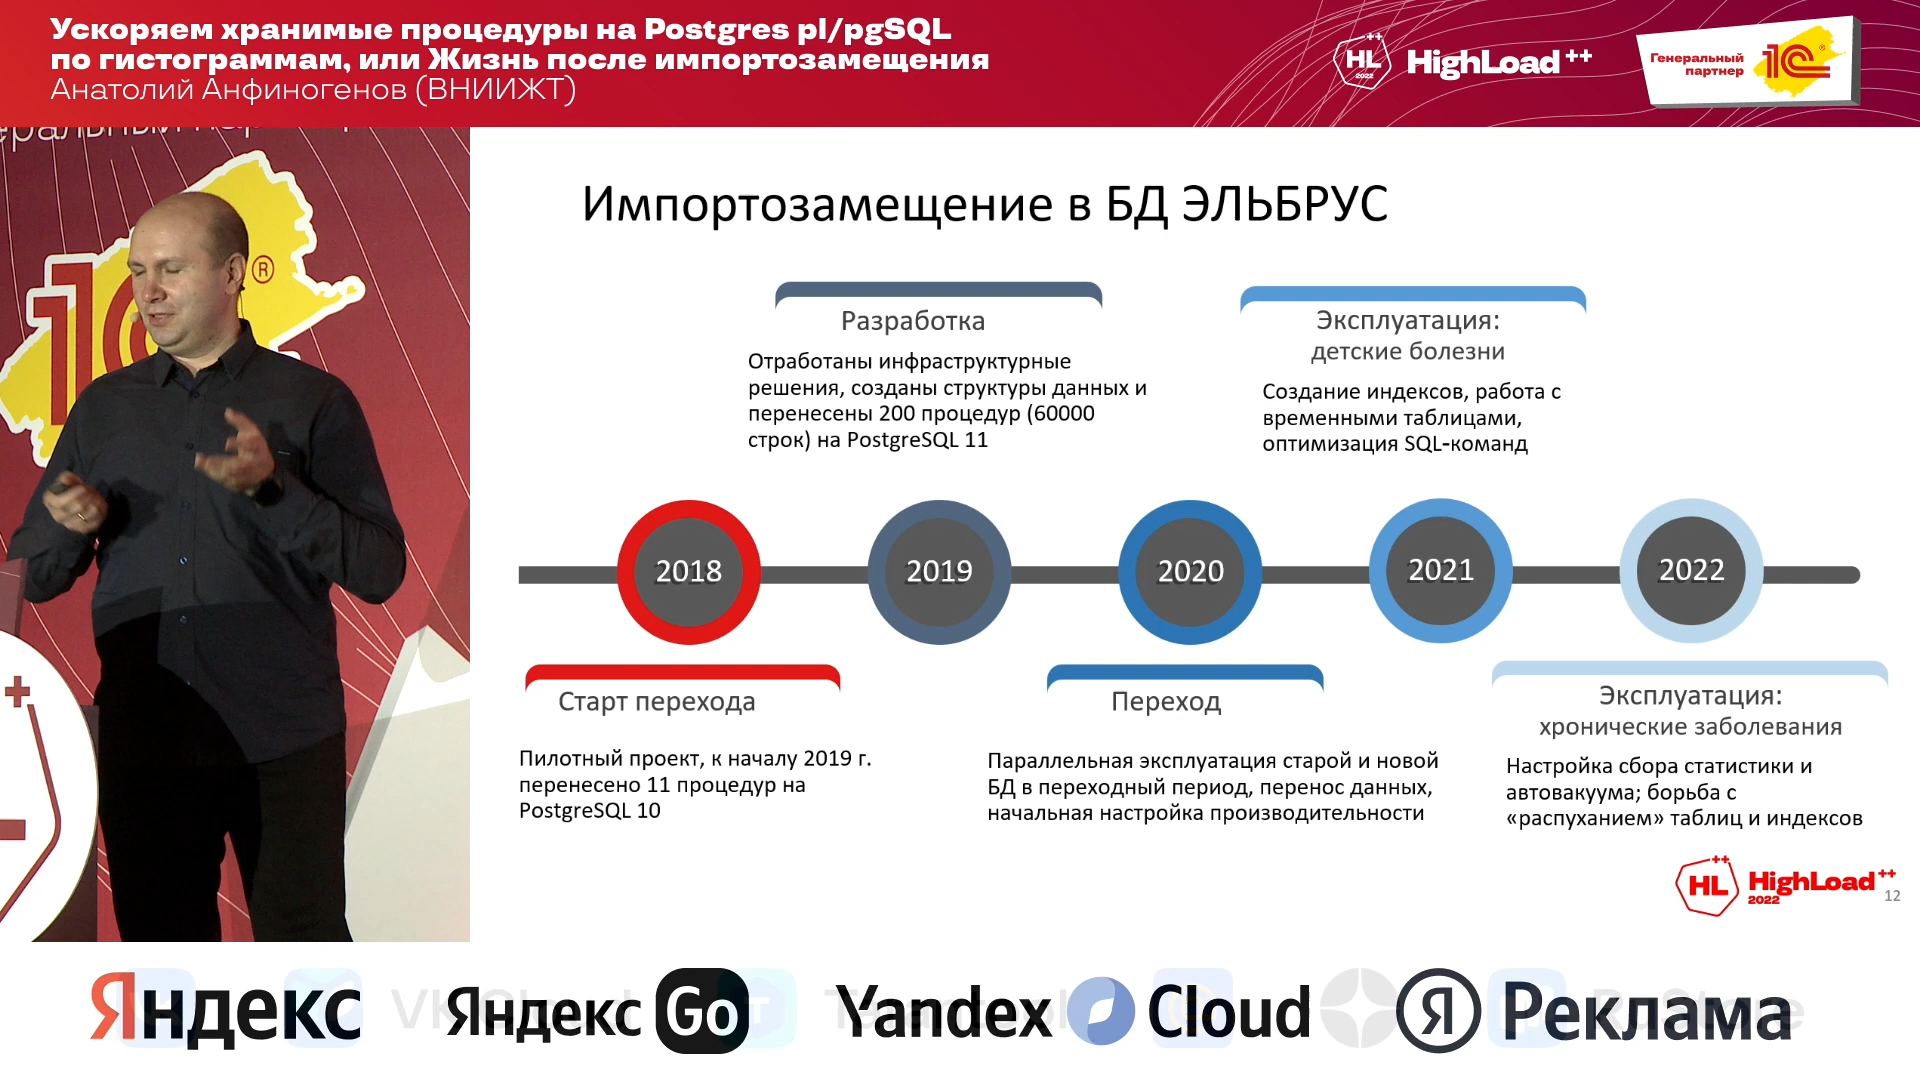 Ускоряем хранимые процедуры на Postgres pl/pgSQL
по гистограммам, или Жизнь после импортозамещения
Анатолий Анфиногенов (ВНИИЖТ)
HL++
2022
HighLoad++
Генеральный
партнер
1С®
1С®
Импортозамещение в БД ЭЛЬБРУС
Разработка
Отработаны инфраструктурные
решения, созданы структуры данных и
перенесены 200 процедур (60000
строк) на PostgreSQL 11
Эксплуатация:
детские болезни
Создание индексов, работа с
временными таблицами,
оптимизация SQL-команд
2018
2019
2020
2021
2022
Старт перехода
Пилотный проект, к началу 2019 г.
перенесено 11 процедур на
PostgreSQL 10
Переход
Параллельная эксплуатация старой и новой
БД в переходный период, перенос данных,
начальная настройка производительности
Эксплуатация:
хронические заболевания
Настройка сбора статистики и
автовакуума; борьба с
«распуханием» таблиц и индексов
HL++
HighLoad++
2022
12
Яндекс
Яндекс Go
Yandex Cloud
Я Реклама